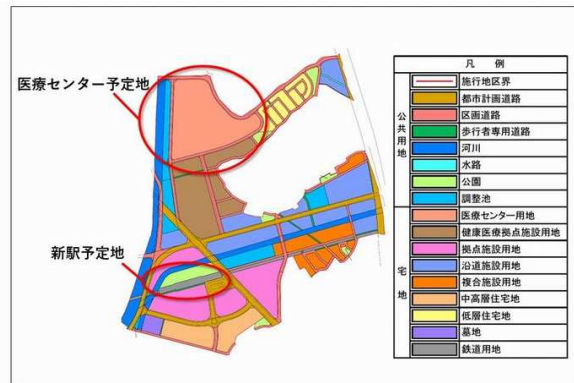 医療センター予定地
新駅予定地
凡 例
公共用地
施行地区界
都市計画道路
区画道路
歩行者専用道路
河川
水路
公園
調整池
宅地
医療センター用地
健康医療拠点施設用地
拠点施設用地
沿道施設用地
複合施設用地
中高層住宅地
低層住宅地
墓地
鉄道用地